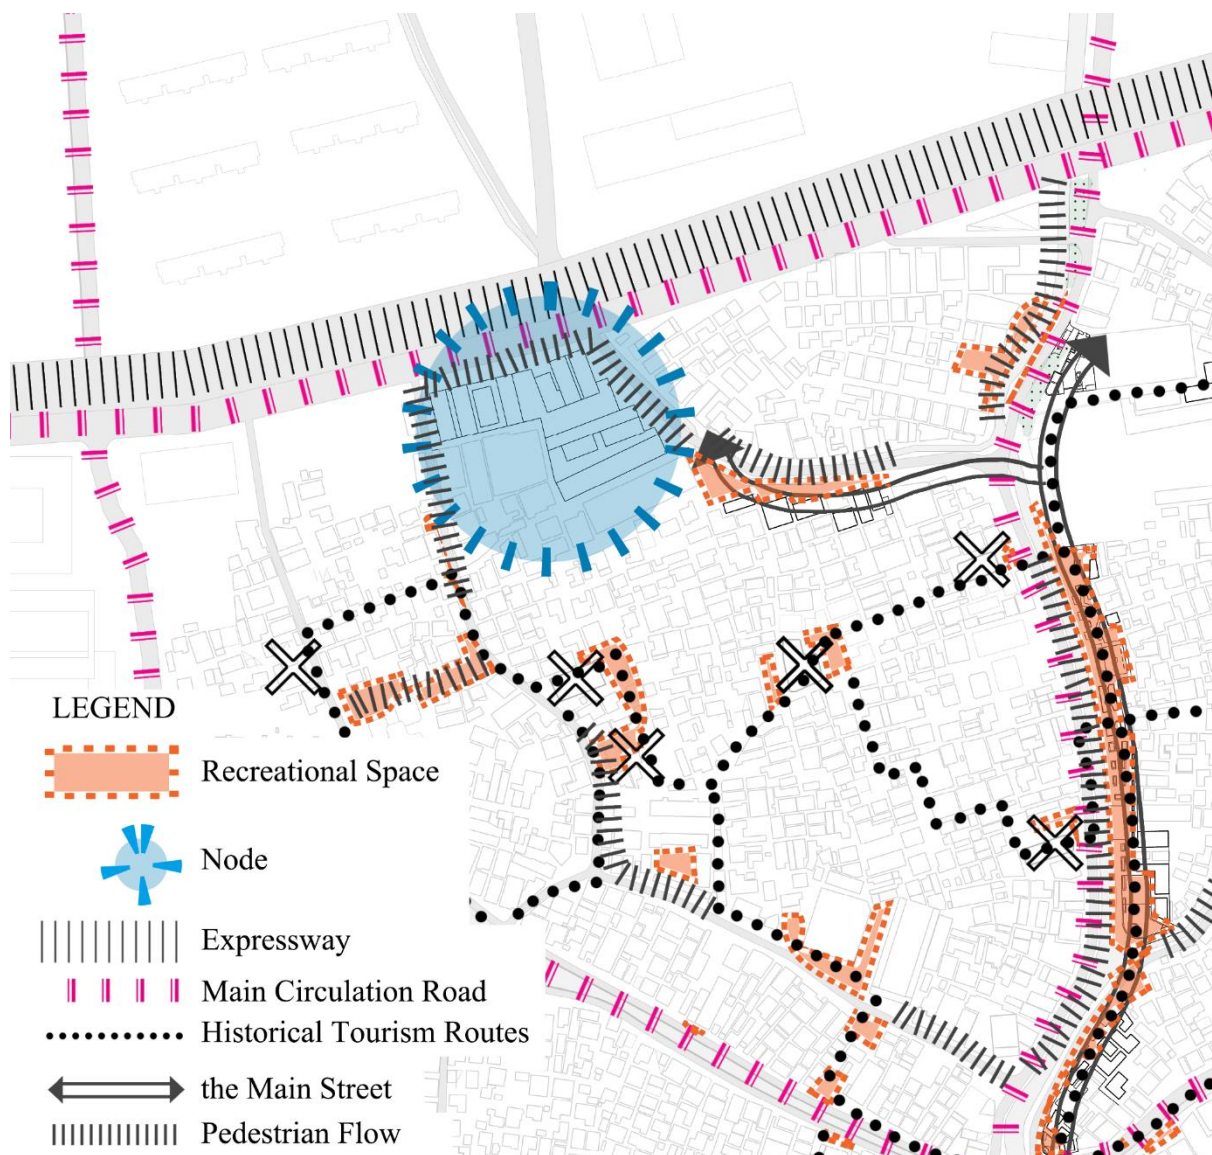 LEGEND
Recreational Space
Node
Expressway
Main Circulation Road
Historical Tourism Routes
the Main Street
Pedestrian Flow